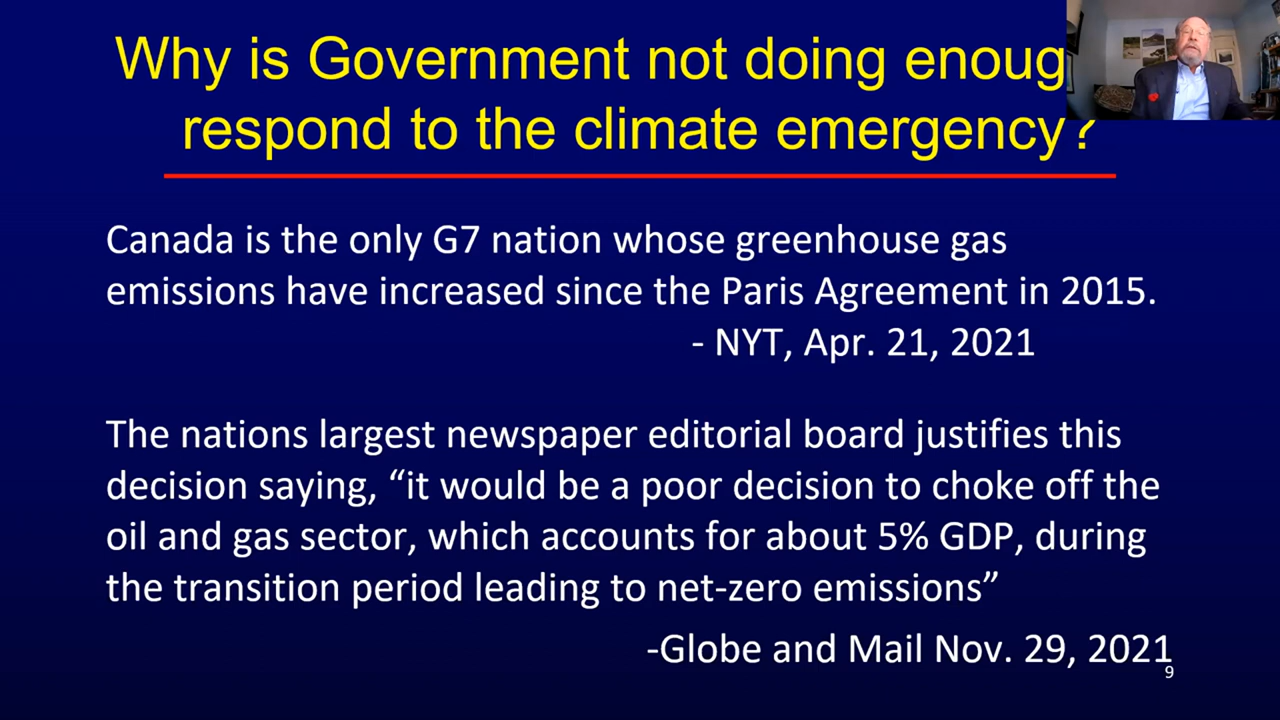 Why is Government not doing enoug
respond to the climate emergency?
Canada is the only G7 nation whose greenhouse gas
emissions have increased since the Paris Agreement in 2015.
- NYT, Apr. 21, 2021
The nations largest newspaper editorial board justifies this
decision saying, “it would be a poor decision to choke off the
oil and gas sector, which accounts for about 5% GDP, during
the transition period leading to net-zero emissions”
-Globe and Mail Nov. 29, 2021
9